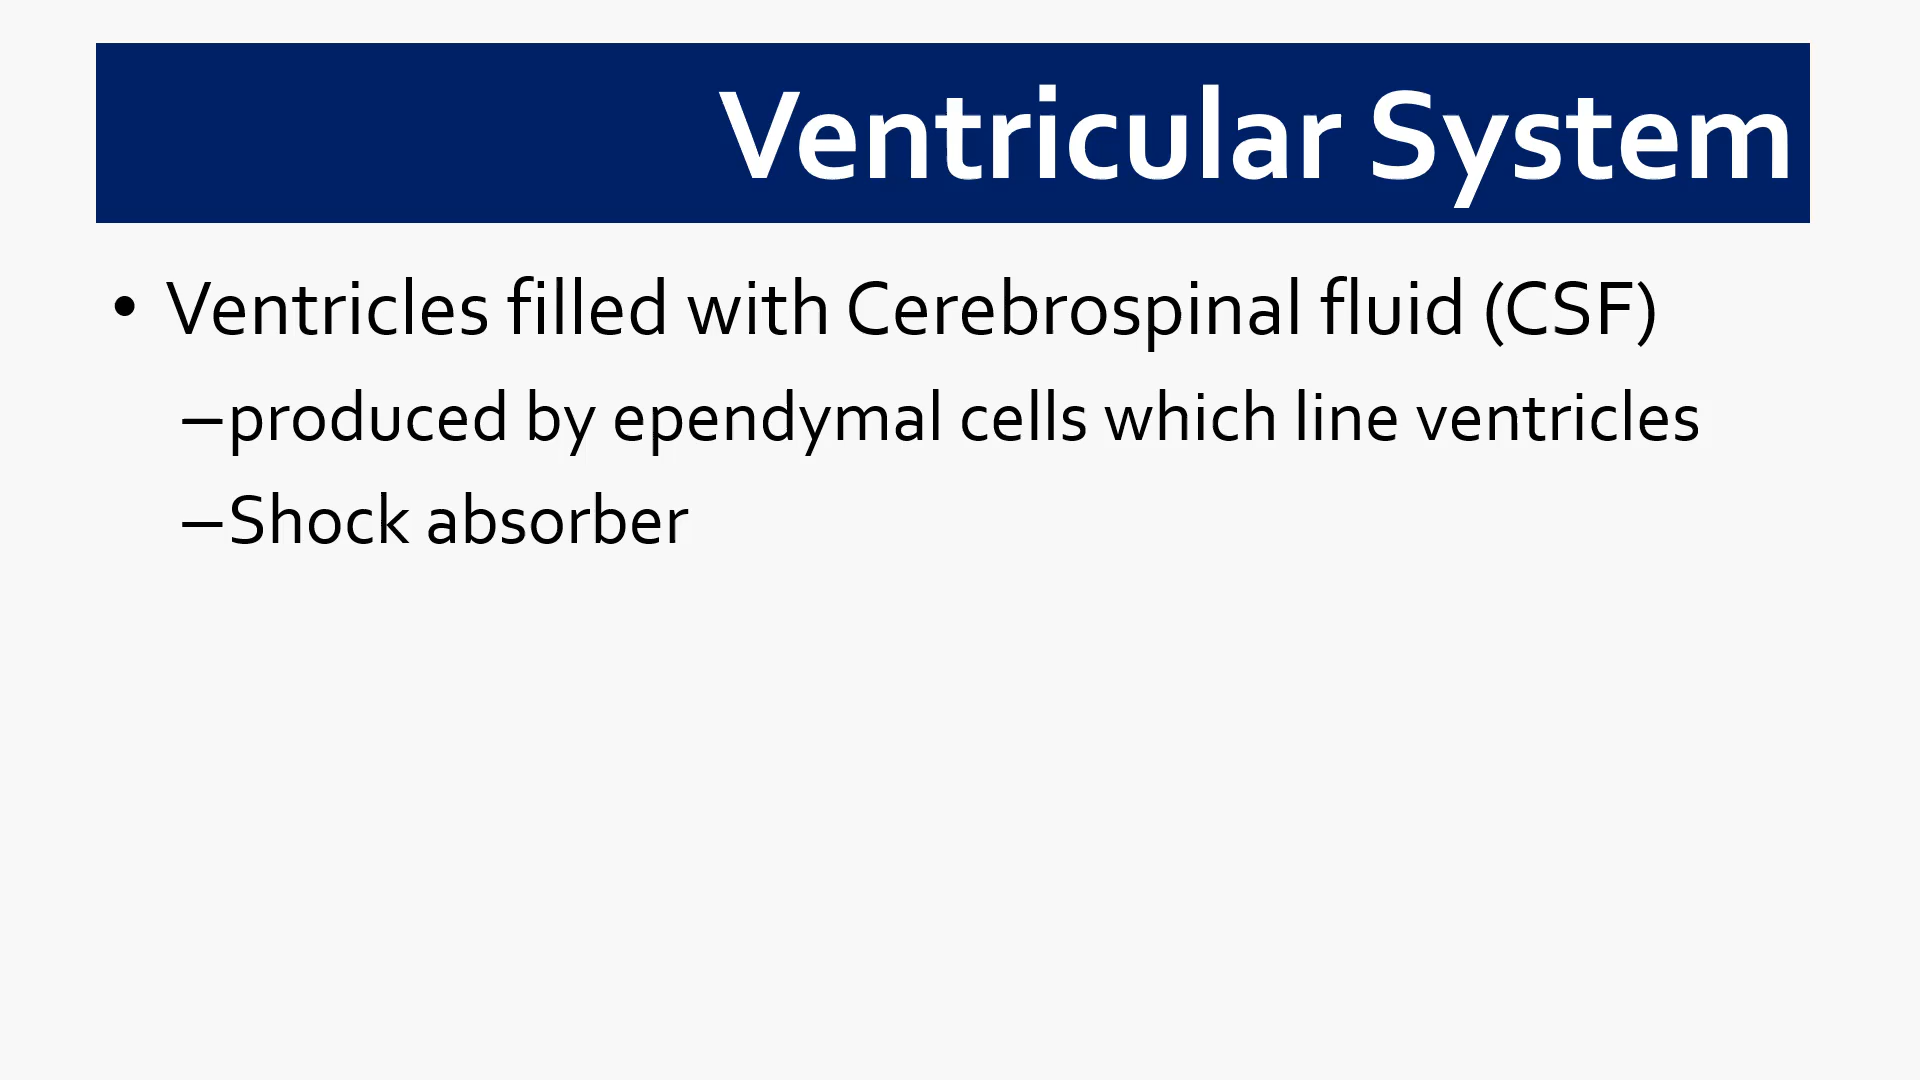 Ventricular System
• Ventricles filled with Cerebrospinal fluid (CSF)
–produced by ependymal cells which line ventricles
–Shock absorber